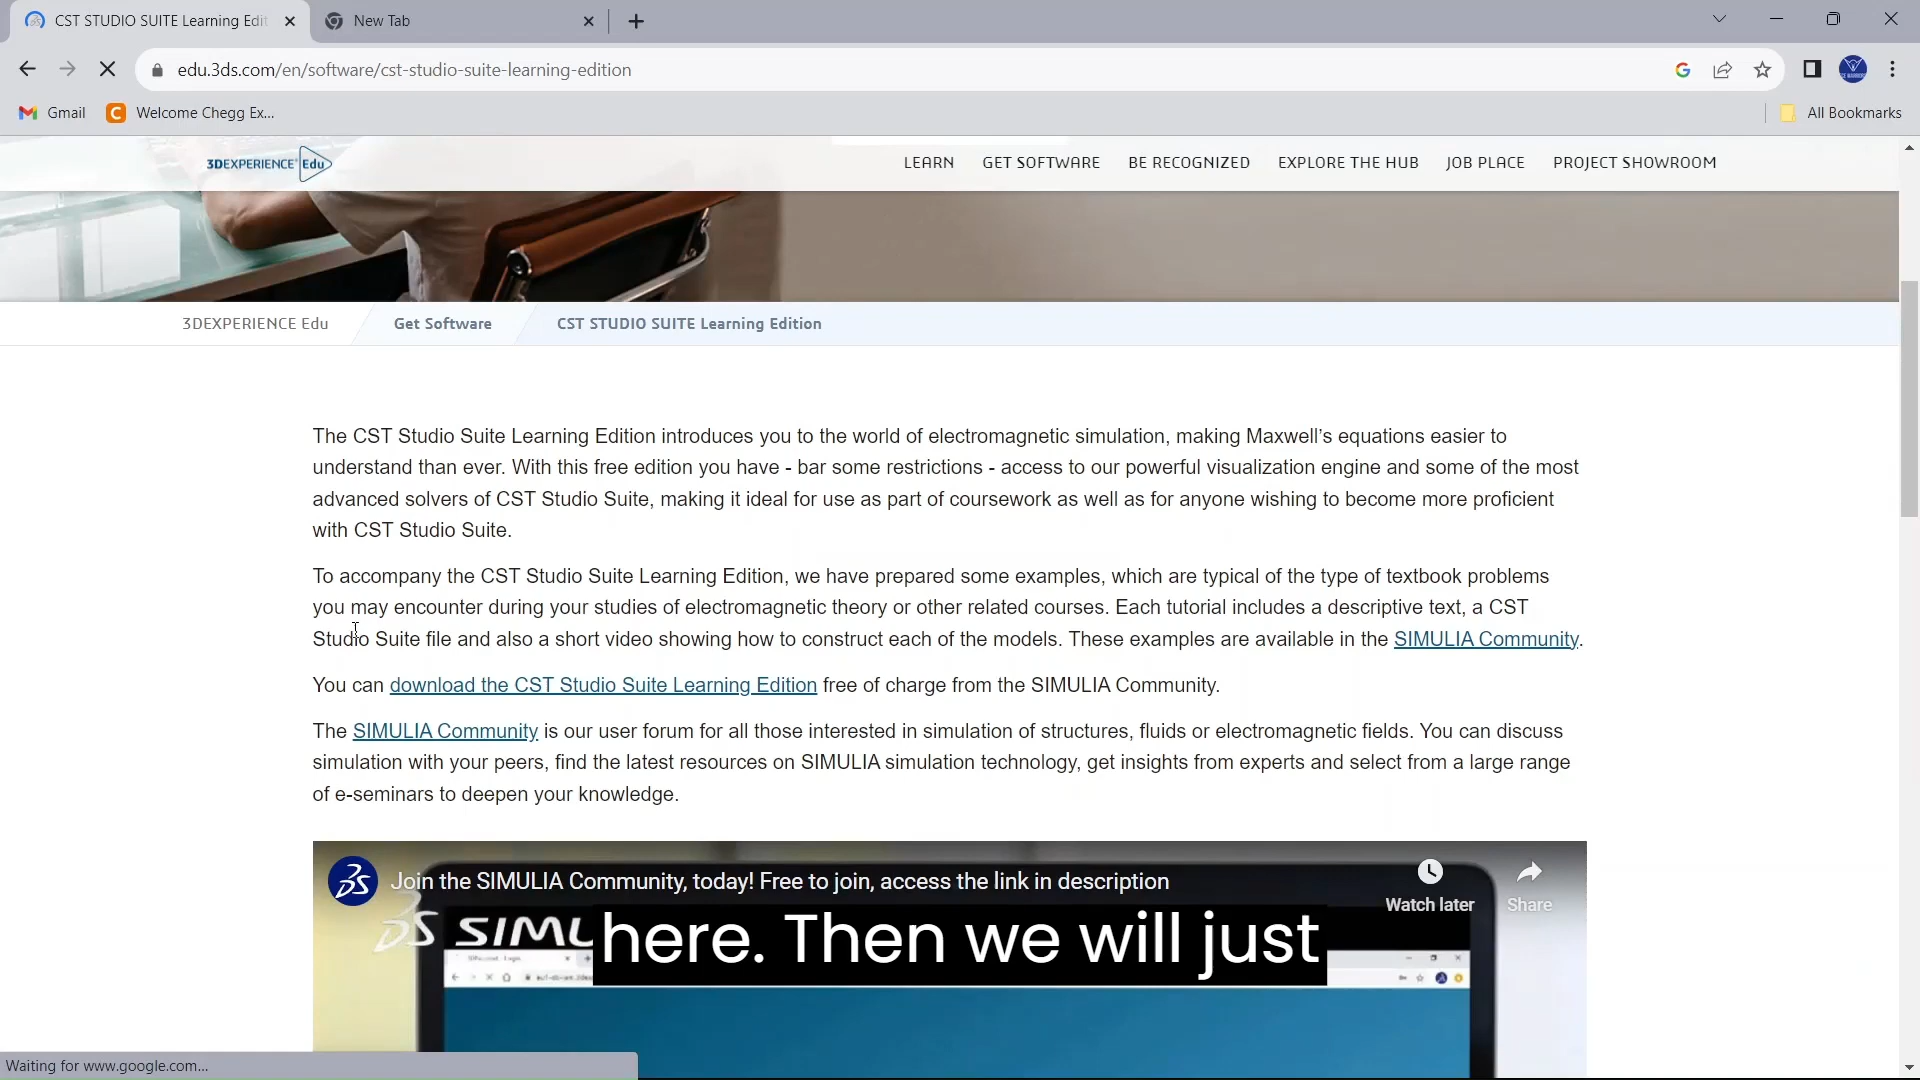 CST STUDIO SUITE Learning Edit
New Tab
edu.3ds.com/en/software/cst-studio-suite-learning-edition
Gmail
Welcome Chegg Ex...
All Bookmarks
3DEXPERIENCE Edu
LEARN
GET SOFTWARE
BE RECOGNIZED
EXPLORE THE HUB
JOB PLACE
PROJECT SHOWROOM
3DEXPERIENCE Edu
Get Software
CST STUDIO SUITE Learning Edition
The CST Studio Suite Learning Edition introduces you to the world of electromagnetic simulation, making Maxwell's equations easier to
understand than ever. With this free edition you have - bar some restrictions - access to our powerful visualization engine and some of the most
advanced solvers of CST Studio Suite, making it ideal for use as part of coursework as well as for anyone wishing to become more proficient
with CST Studio Suite.
To accompany the CST Studio Suite Learning Edition, we have prepared some examples, which are typical of the type of textbook problems
you may encounter during your studies of electromagnetic theory or other related courses. Each tutorial includes a descriptive text, a CST
Studio Suite file and also a short video showing how to construct each of the models. These examples are available in the SIMULIA Community.
You can download the CST Studio Suite Learning Edition free of charge from the SIMULIA Community.
The SIMULIA Community is our user forum for all those interested in simulation of structures, fluids or electromagnetic fields. You can discuss
simulation with your peers, find the latest resources on SIMULIA simulation technology, get insights from experts and select from a large range
of e-seminars to deepen your knowledge.
Join the SIMULIA Community, today! Free to join, access the link in description
Watch later
Share
here. Then we will just
Waiting for www.google.com...